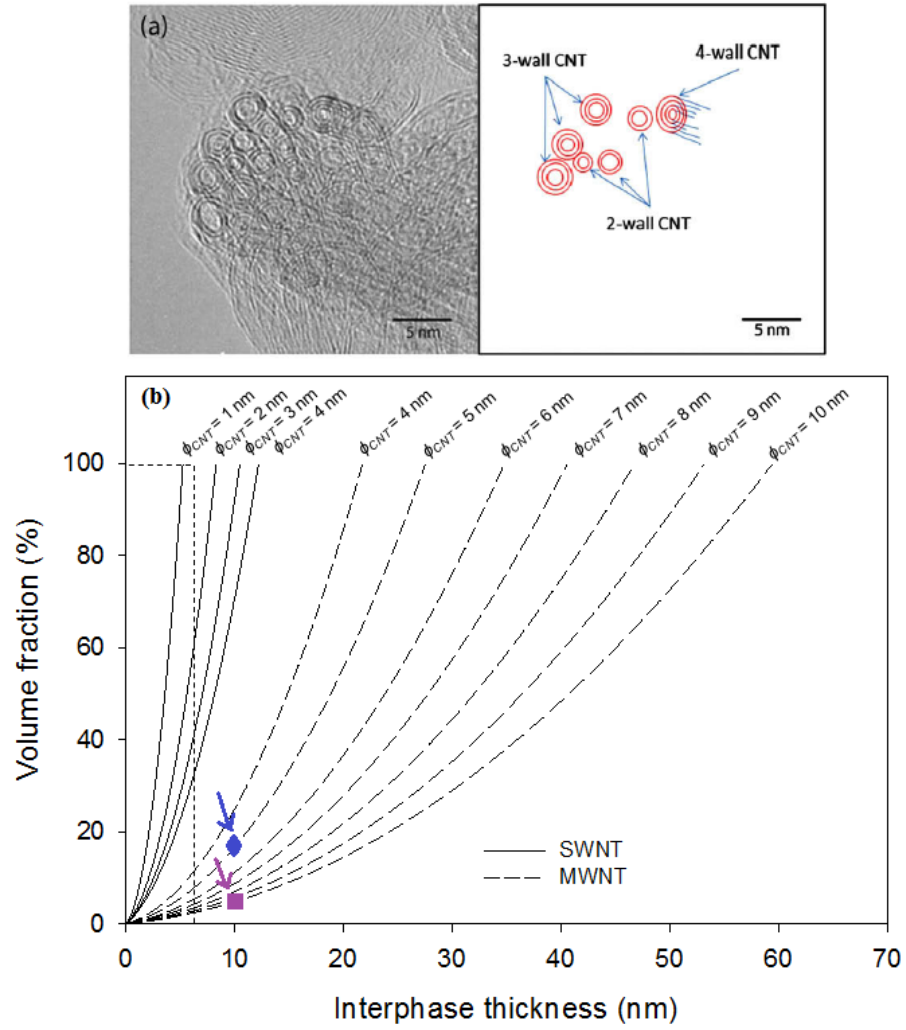 (a)
3-wall CNT
4-wall CNT
2-wall CNT
5 nm
5 nm
(b)
ϕCNT = 1 nm
ϕCNT = 2 nm
ϕCNT = 3 nm
ϕCNT = 4 nm
ϕCNT = 4 nm
ϕCNT = 5 nm
ϕCNT = 6 nm
ϕCNT = 7 nm
ϕCNT = 8 nm
ϕCNT = 9 nm
ϕCNT = 10 nm
Volume fraction (%)
100
80
60
40
20
0
SWNT
MWNT
0 10 20 30 40 50 60 70
Interphase thickness (nm)